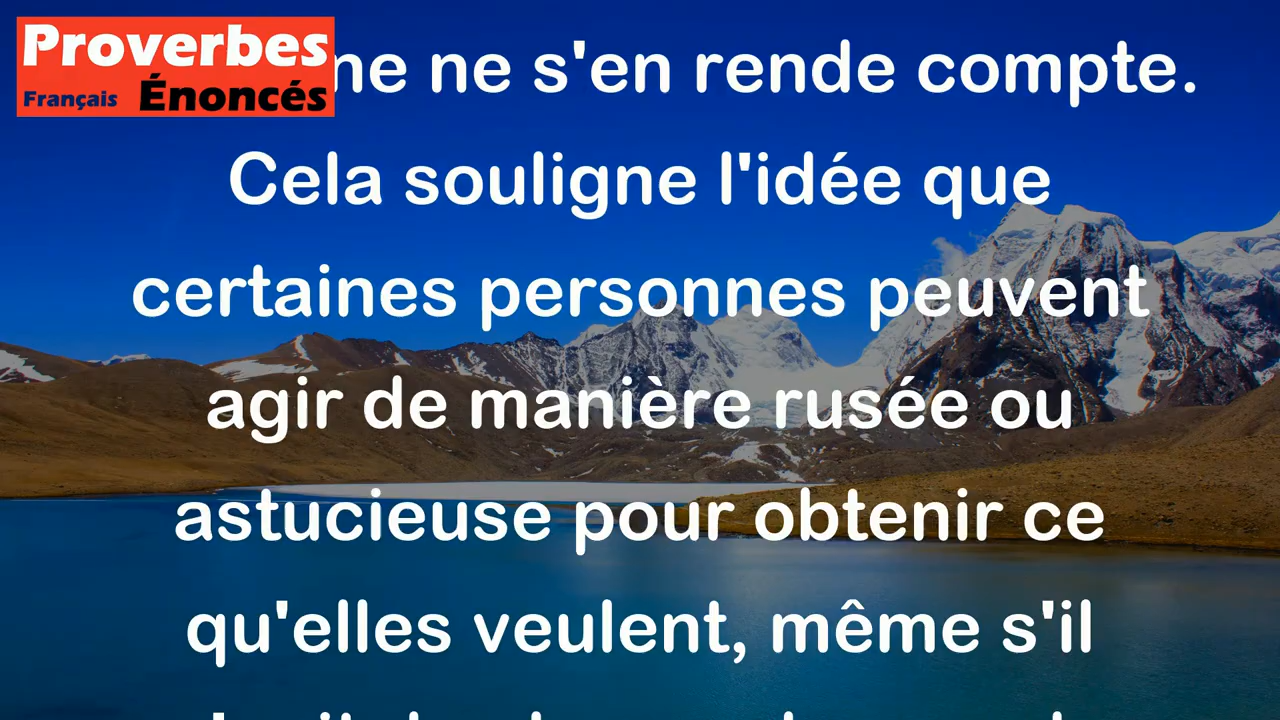 Proverbes
Français Énoncés
ne ne s'en rende compte.
Cela souligne l'idée que
certaines personnes peuvent
agir de manière rusée ou
astucieuse pour obtenir ce
qu'elles veulent, même s'il